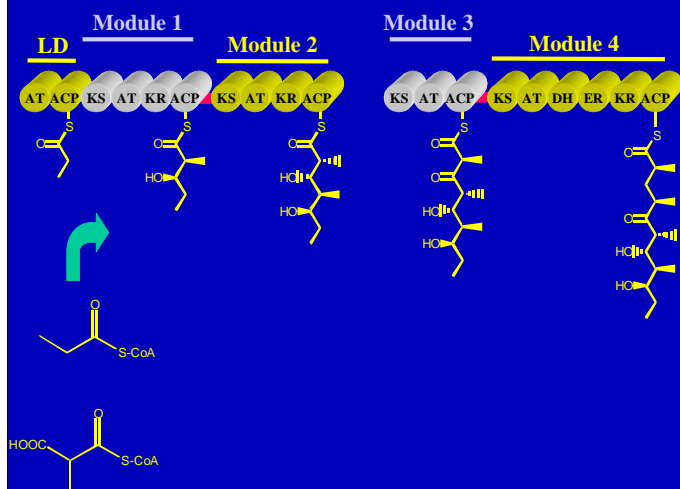 Module 1
Module 3
LD
Module 2
Module 4
AT ACP KS AT KR ACP KS AT KR ACP
KS AT ACP KS AT DH ER KR ACP
S
S
S
S
S
O
O
O
O
O
HO
HO
O
HO
HO
HO
O
HO
HO
O
S-CoA
O
HOOC
S-CoA